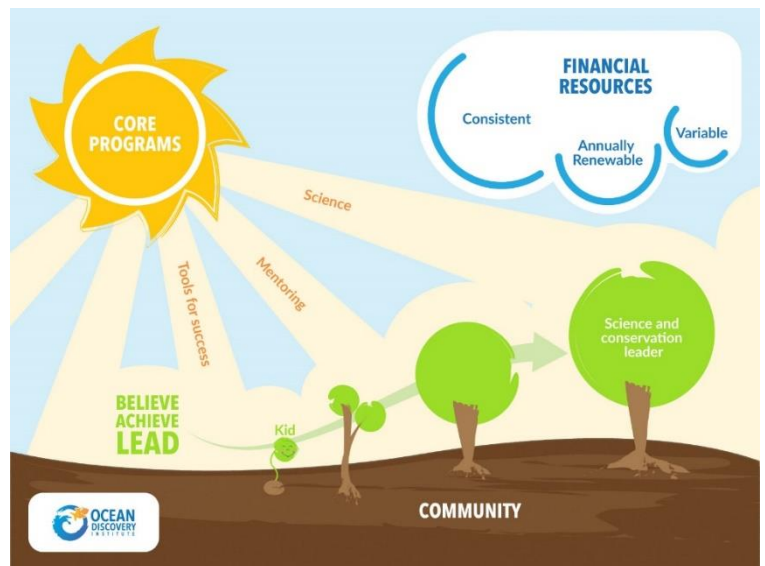 CORE
PROGRAMS
FINANCIAL
RESOURCES
Consistent
Annually
Renewable
Variable
Science
Mentoring
Tools for success
Science and
conservation
leader
BELIEVE
ACHIEVE
LEAD
Kid
COMMUNITY
OCEAN
DISCOVERY
INSTITUTE